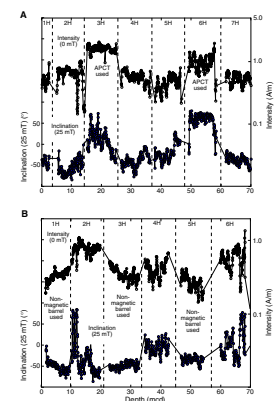 A
1H 2H 3H 4H 5H 6H 7H
Intensity
(0 mT)
APCT
used
APCT
used
Inclination
(25 mT)
Inclination (25 mT) (°)
50
0
-50
5.0
1.0
0.1
Intensity (A/m)
0 10 20 30 40 50 60 70
B
1H 2H 3H 4H 5H 6H
Intensity
(0 mT)
Non-
magnetic
barrel
used
Non-
magnetic
barrel used
Non-
magnetic
barrel used
Inclination
(25 mT)
Inclination (25 mT) (°)
50
0
-50
1.0
0.1
Intensity (A/m)
0 10 20 30 40 50 60 70
Depth (mcd)